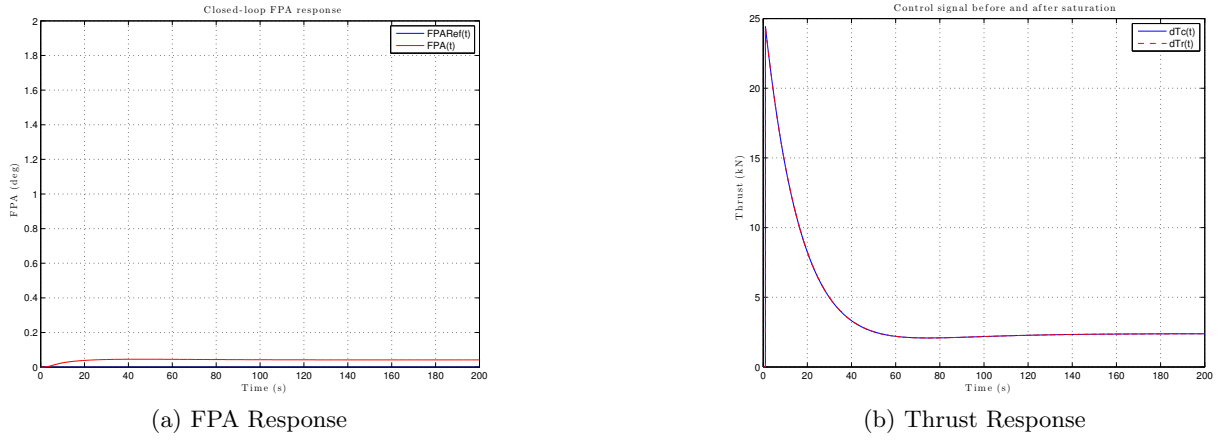 Closed-loop FPA response
2
1.8
1.6
1.4
1.2
1
0.8
0.6
0.4
0.2
0
FPA (deg)
FPARef(t)
FPA(t)
0 20 40 60 80 100 120 140 160 180 200
Time (s)
(a) FPA Response
Control signal before and after saturation
25
20
15
10
5
0
Thrust (kN)
dTc(t)
dTr(t)
0 20 40 60 80 100 120 140 160 180 200
Time (s)
(b) Thrust Response